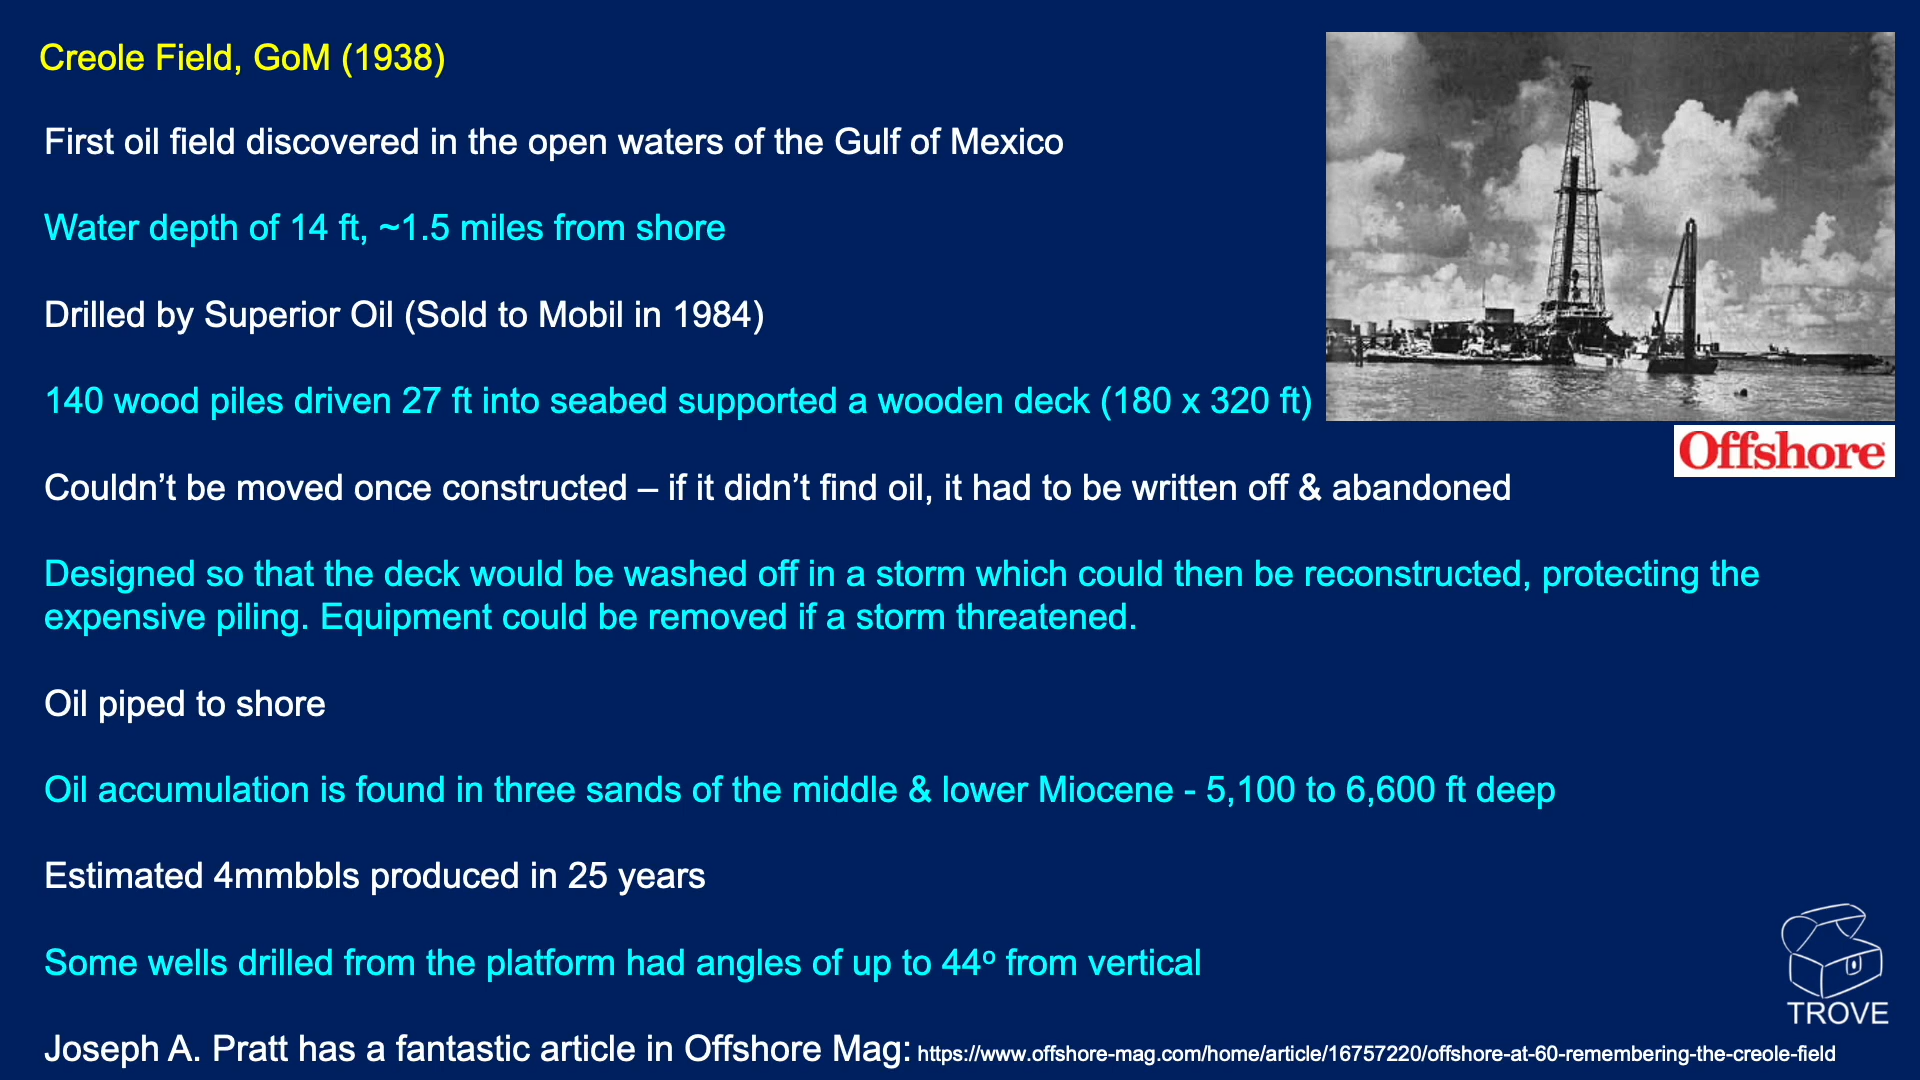 Creole Field, GoM (1938)
First oil field discovered in the open waters of the Gulf of Mexico
Water depth of 14 ft, ~1.5 miles from shore
Drilled by Superior Oil (Sold to Mobil in 1984)
140 wood piles driven 27 ft into seabed supported a wooden deck (180 x 320 ft)
Offshore
Couldn’t be moved once constructed – if it didn’t find oil, it had to be written off & abandoned
Designed so that the deck would be washed off in a storm which could then be reconstructed, protecting the
expensive piling. Equipment could be removed if a storm threatened.
Oil piped to shore
Oil accumulation is found in three sands of the middle & lower Miocene - 5,100 to 6,600 ft deep
Estimated 4mmbbls produced in 25 years
Some wells drilled from the platform had angles of up to 44º from vertical
TROVE
Joseph A. Pratt has a fantastic article in Offshore Mag: https://www.offshore-mag.com/home/article/16757220/offshore-at-60-remembering-the-creole-field